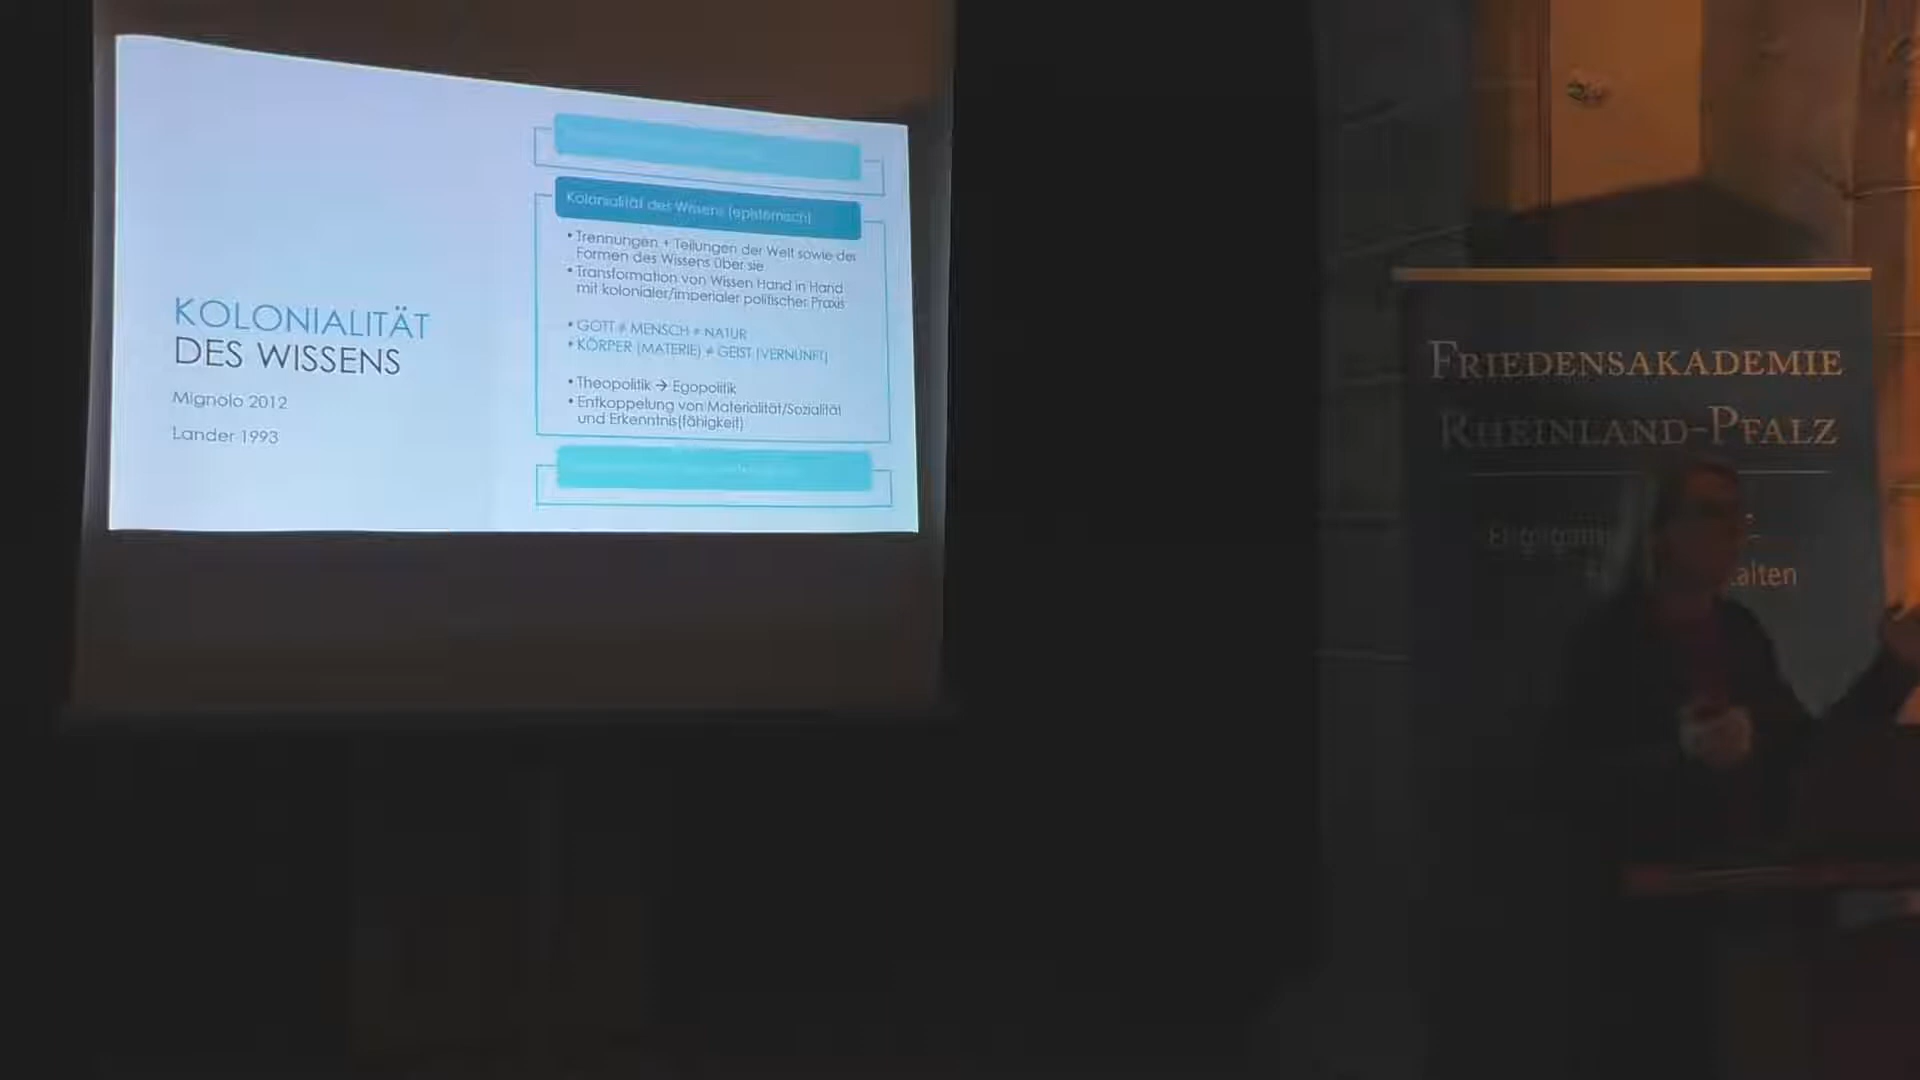 KOLONIALITÄT
DES WISSENS
Mignolo 2012
Lander 1993
Kolonialität des Wissens (epistemisch)
• Trennungen + Teilungen der Welt sowie der
Formen des Wissens über sie
• Transformation von Wissen Hand in Hand
mit kolonialer/imperialer politischer Praxis
• GOTT ≠ MENSCH ≠ NATUR
• KÖRPER (MATERIE) ≠ GEIST (VERNUNFT)
• Theopolitik → Egopolitik
• Entkoppelung von Materialität/Sozialität
und Erkenntnis(fähigkeit)
FRIEDENSAKADEMIE
RHEINLAND-PFALZ